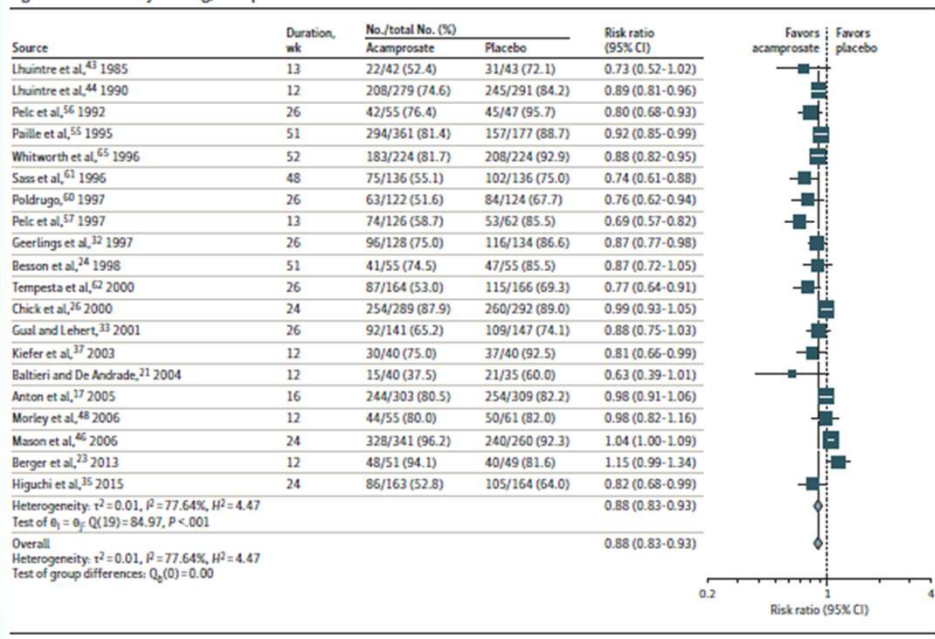 Duration, No./total No. (%) Risk ratio Favors Favors
Source wk Acamprosate Placebo (95% CI) acamprosate placebo
Lhuintre et al,43 1985 13 22/42 (52.4) 31/43 (72.1) 0.73 (0.52-1.02)
Lhuintre et al,44 1990 12 208/279 (74.6) 245/291 (84.2) 0.89 (0.81-0.96)
Pelc et al,56 1992 26 42/55 (76.4) 45/47 (95.7) 0.80 (0.68-0.93)
Paille et al,55 1995 51 294/361 (81.4) 157/177 (88.7) 0.92 (0.85-0.99)
Whitworth et al,65 1996 52 183/224 (81.7) 208/224 (92.9) 0.88 (0.82-0.95)
Sass et al,61 1996 48 75/136 (55.1) 102/136 (75.0) 0.74 (0.61-0.88)
Poldrugo,60 1997 26 63/122 (51.6) 84/124 (67.7) 0.76 (0.62-0.94)
Pelc et al,57 1997 13 74/126 (58.7) 53/62 (85.5) 0.69 (0.57-0.82)
Geerlings et al,32 1997 26 96/128 (75.0) 116/134 (86.6) 0.87 (0.77-0.98)
Besson et al,24 1998 51 41/55 (74.5) 47/55 (85.5) 0.87 (0.72-1.05)
Tempesta et al,62 2000 26 87/164 (53.0) 115/166 (69.3) 0.77 (0.64-0.91)
Chick et al,26 2000 24 254/289 (87.9) 260/292 (89.0) 0.99 (0.93-1.05)
Gual and Lehert,33 2001 26 92/141 (65.2) 109/147 (74.1) 0.88 (0.75-1.03)
Kiefer et al,37 2003 12 30/40 (75.0) 37/40 (92.5) 0.81 (0.66-0.99)
Baltieri and De Andrade,21 2004 12 15/40 (37.5) 21/35 (60.0) 0.63 (0.39-1.01)
Anton et al,17 2005 16 244/303 (80.5) 254/309 (82.2) 0.98 (0.91-1.06)
Morley et al,48 2006 12 44/55 (80.0) 50/61 (82.0) 0.98 (0.82-1.16)
Mason et al,46 2006 24 328/341 (96.2) 240/260 (92.3) 1.04 (1.00-1.09)
Berger et al,23 2013 12 48/51 (94.1) 40/49 (81.6) 1.15 (0.99-1.34)
Higuchi et al,35 2015 24 86/163 (52.8) 105/164 (64.0) 0.82 (0.68-0.99)
Heterogeneity: τ2=0.01, I2=77.64%, H2=4.47 0.88 (0.83-0.93)
Test of θi = θj: Q(19)=84.97, P<.001
Overall 0.88 (0.83-0.93)
Heterogeneity: τ2=0.01, I2=77.64%, H2=4.47
Test of group differences: Qb(0)=0.00
0.2 1 4
Risk ratio (95% CI)